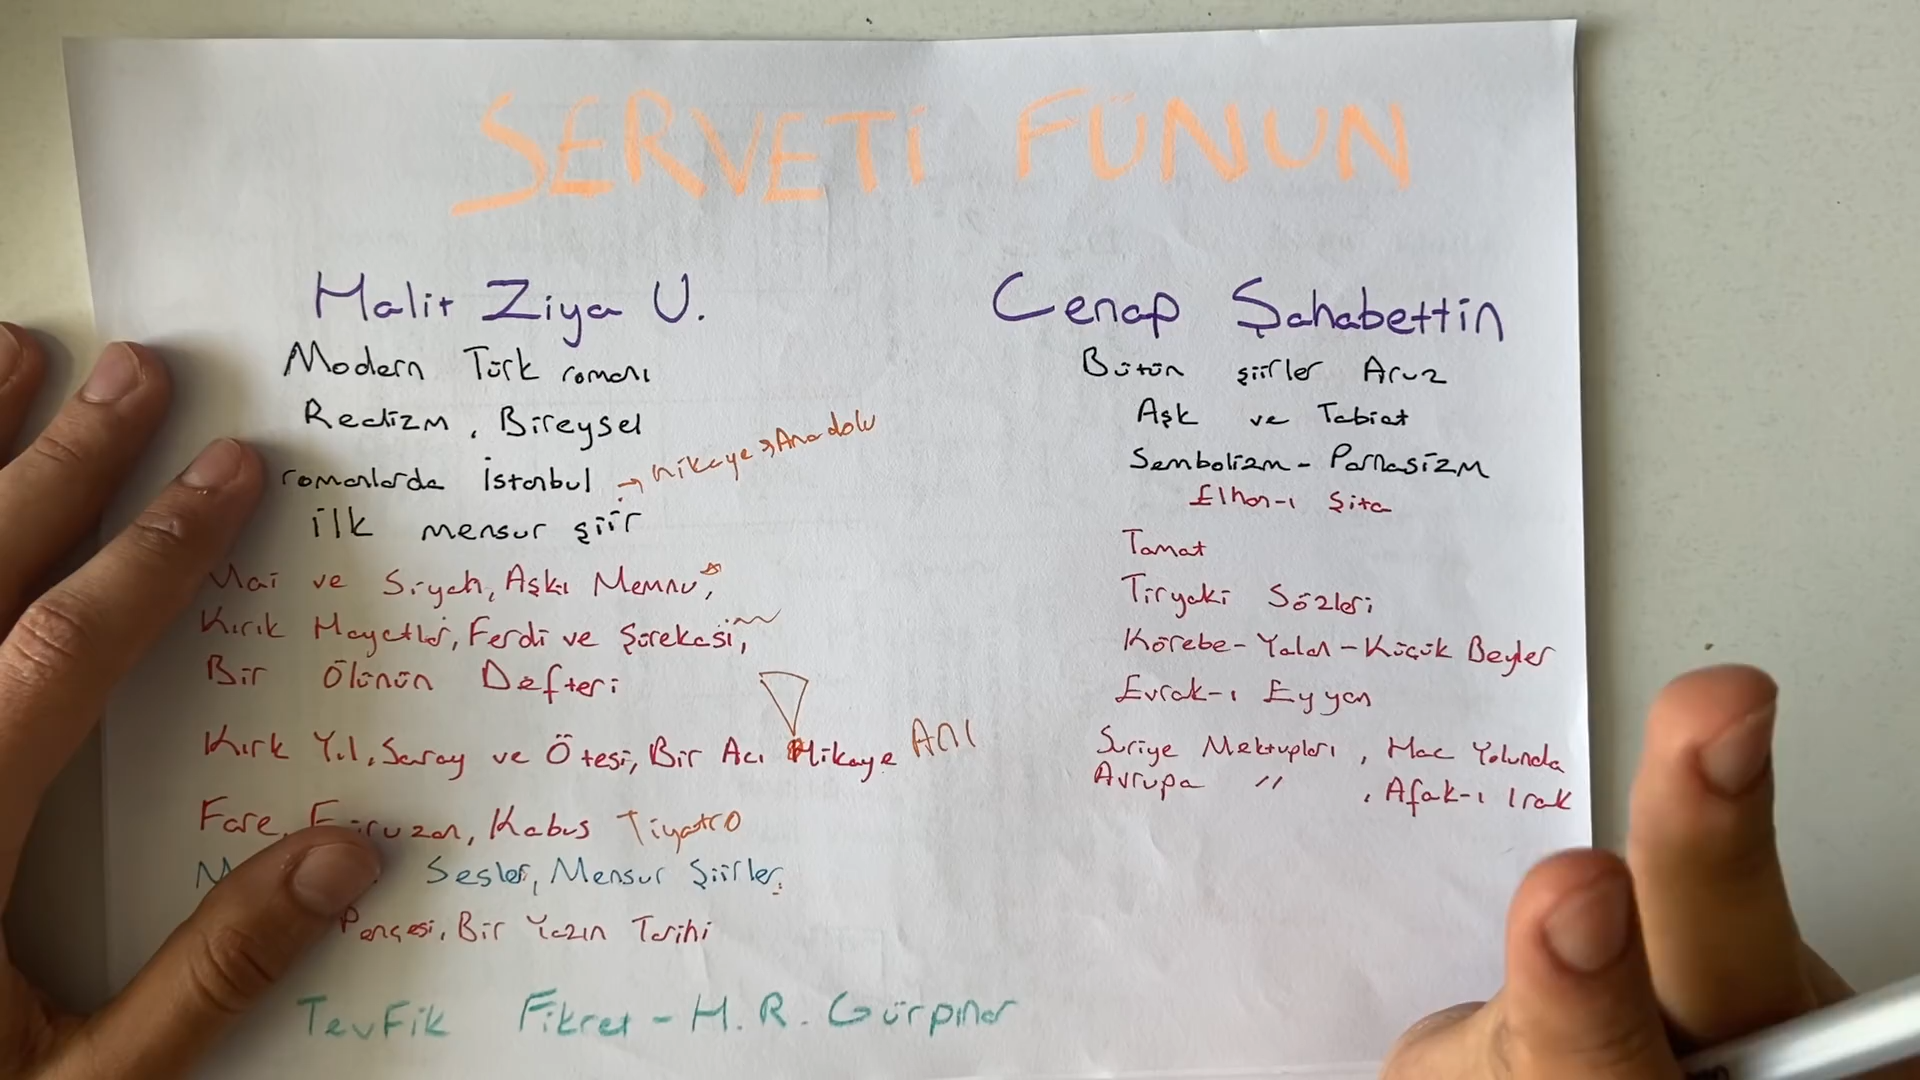 SERVETİ FÜNUN
Halit Ziya U.
Modern Türk romanı
Realizm, Bireysel
romanlarda İstanbul → hikaye → Anadolu
ilk mensur şiir
Mai ve Siyah, Aşkı Memnu,
Kırık Hayatlar, Ferdi ve Şürekasi,
Bir Ölünün Defteri
Kırk Yıl, Saray ve Ötesi, Bir Acı Hikaye Anı
Fare, Füruzan, Kabus Tiyatro
Sesler, Mensur Şiirler,
Pençesi, Bir Yazın Tarihi
Cenap Şahabettin
Bütün şiirler Aruz
Aşk ve Tabiat
Sembolizm - Parnasizm
Elhan-ı Şita
Tamat
Tiryaki Sözleri
Körebe - Yalan - Küçük Beyler
Evrak-ı Eyyam
Suriye Mektupları, Hac Yolunda
Avrupa " , Afak-ı Irak
Tevfik Fikret - H. R. Gürpınar